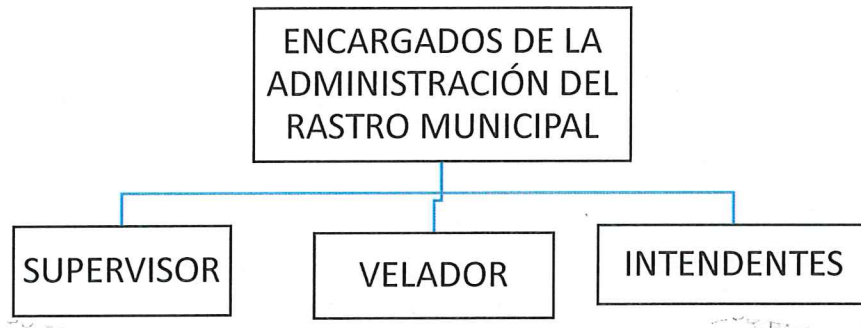 ENCARGADOS DE LA
ADMINISTRACIÓN DEL
RASTRO MUNICIPAL
SUPERVISOR
VELADOR
INTENDENTES